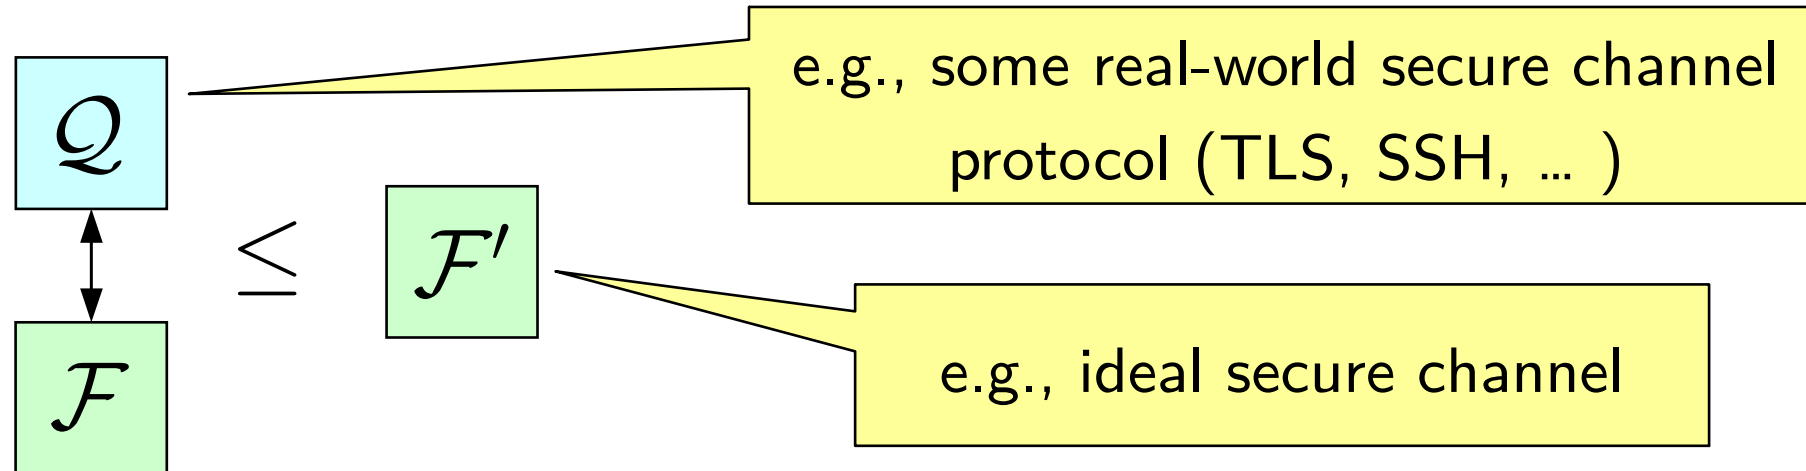 𝒬
e.g., some real-world secure channel
protocol (TLS, SSH, ... )
≤
ℱ′
e.g., ideal secure channel
ℱ